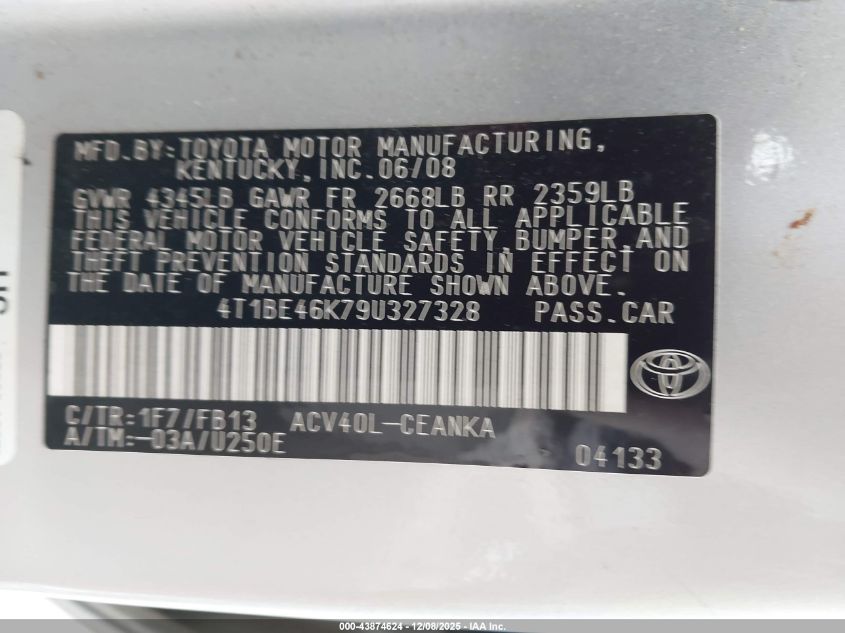 MFD.BY:TOYOTA MOTOR MANUFACTURING,
KENTUCKY, INC. 06/08
GVWR 4345LB GAWR FR 2668LB RR 2359LB
THIS VEHICLE CONFORMS TO ALL APPLICABLE
FEDERAL MOTOR VEHICLE SAFETY,BUMPER,AND
THEFT PREVENTION STANDARDS IN EFFECT ON
THE DATE OF MANUFACTURE SHOWN ABOVE.
4T1BE46K79U327328 PASS.CAR
C/TR:1F7/FB13 ACV40L-CEANKA
A/TM:-03A/U250E
04133
000-43874624 | 12/08/2025 - IAA Inc.